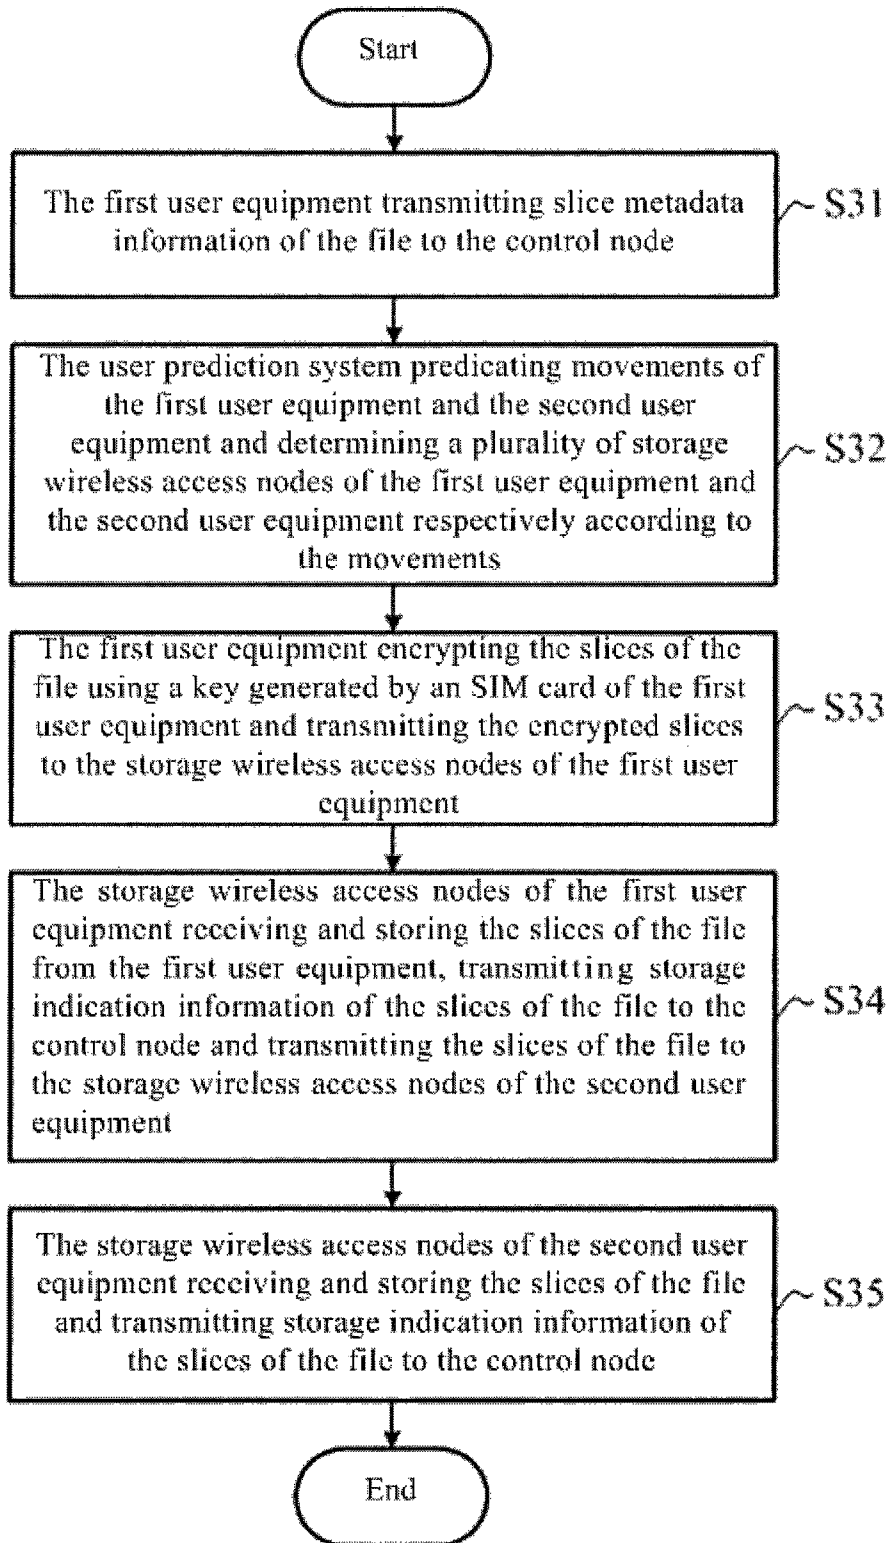 Start
The first user equipment transmitting slice metadata
information of the file to the control node
S31
The user prediction system predicating movements of
the first user equipment and the second user
equipment and determining a plurality of storage
wireless access nodes of the first user equipment and
the second user equipment respectively according to
the movements
S32
The first user equipment encrypting the slices of the
file using a key generated by an SIM card of the first
user equipment and transmitting the encrypted slices
to the storage wireless access nodes of the first user
equipment
S33
The storage wireless access nodes of the first user
equipment receiving and storing the slices of the file
from the first user equipment, transmitting storage
indication information of the slices of the file to the
control node and transmitting the slices of the file to
the storage wireless access nodes of the second user
equipment
S34
The storage wireless access nodes of the second user
equipment receiving and storing the slices of the file
and transmitting storage indication information of
the slices of the file to the control node
S35
End